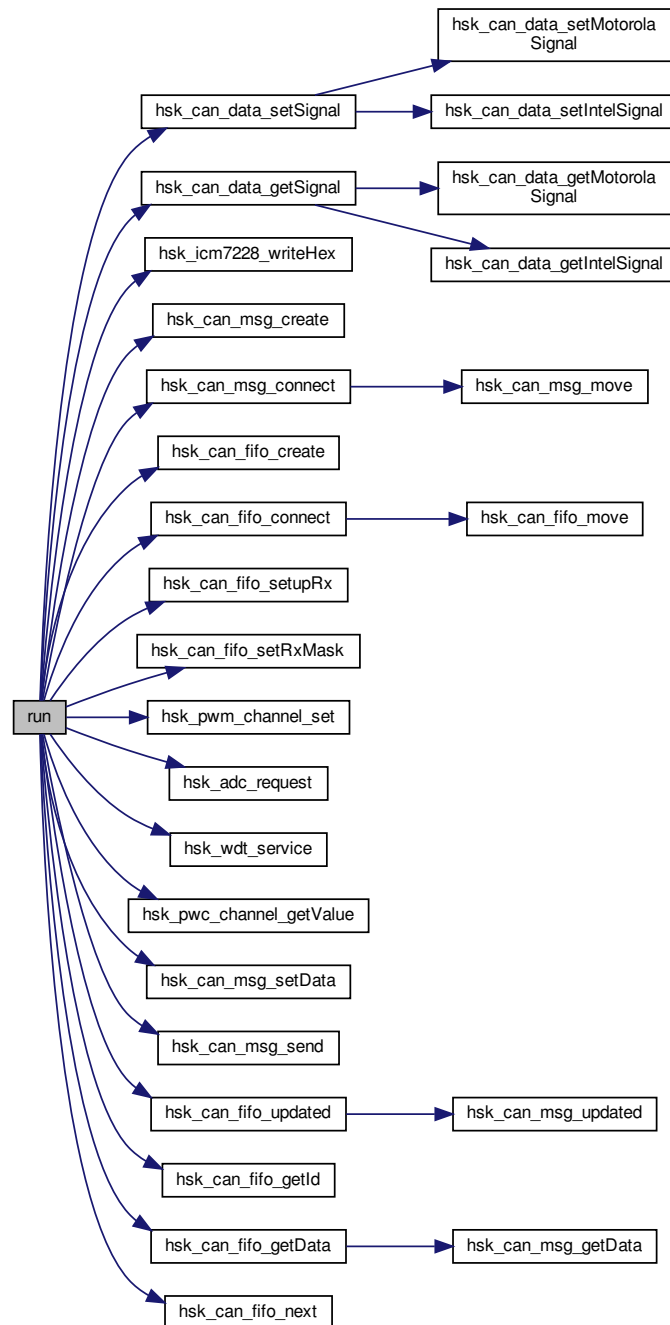 hsk_can_data_setMotorola
Signal
hsk_can_data_setSignal
hsk_can_data_setIntelSignal
hsk_can_data_getSignal
hsk_can_data_getMotorola
Signal
hsk_can_data_getIntelSignal
hsk_icm7228_writeHex
hsk_can_msg_create
hsk_can_msg_connect
hsk_can_msg_move
hsk_can_fifo_create
hsk_can_fifo_connect
hsk_can_fifo_move
hsk_can_fifo_setupRx
hsk_can_fifo_setRxMask
run
hsk_pwm_channel_set
hsk_adc_request
hsk_wdt_service
hsk_pwc_channel_getValue
hsk_can_msg_setData
hsk_can_msg_send
hsk_can_fifo_updated
hsk_can_msg_updated
hsk_can_fifo_getId
hsk_can_fifo_getData
hsk_can_msg_getData
hsk_can_fifo_next